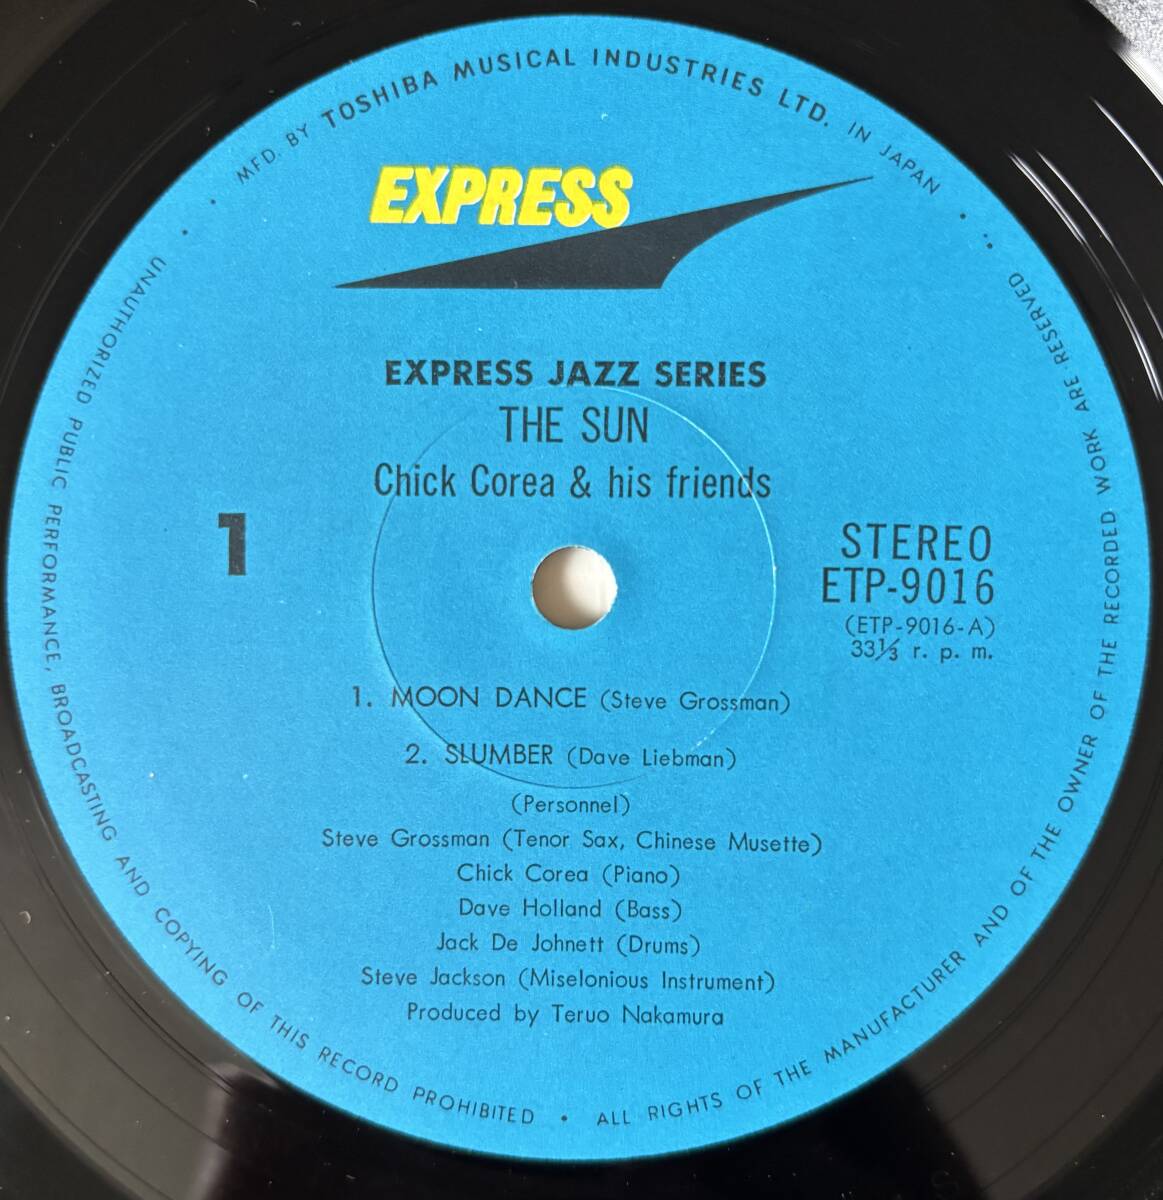 MFD. BY TOSHIBA MUSICAL INDUSTRIES LTD. IN JAPAN
EXPRESS
EXPRESS JAZZ SERIES
THE SUN
Chick Corea & his friends
1
STEREO
ETP-9016
(ETP-9016-A)
33⅓ r. p. m.
1. MOON DANCE (Steve Grossman)
2. SLUMBER (Dave Liebman)
(Personnel)
Steve Grossman (Tenor Sax, Chinese Musette)
Chick Corea (Piano)
Dave Holland (Bass)
Jack De Johnett (Drums)
Steve Jackson (Miselonious Instrument)
Produced by Teruo Nakamura
UNAUTHORIZED PUBLIC PERFORMANCE, BROADCASTING AND COPYING OF THIS RECORD PROHIBITED • ALL RIGHTS OF THE MANUFACTURER AND OF THE OWNER OF THE RECORDED WORK ARE RESERVED